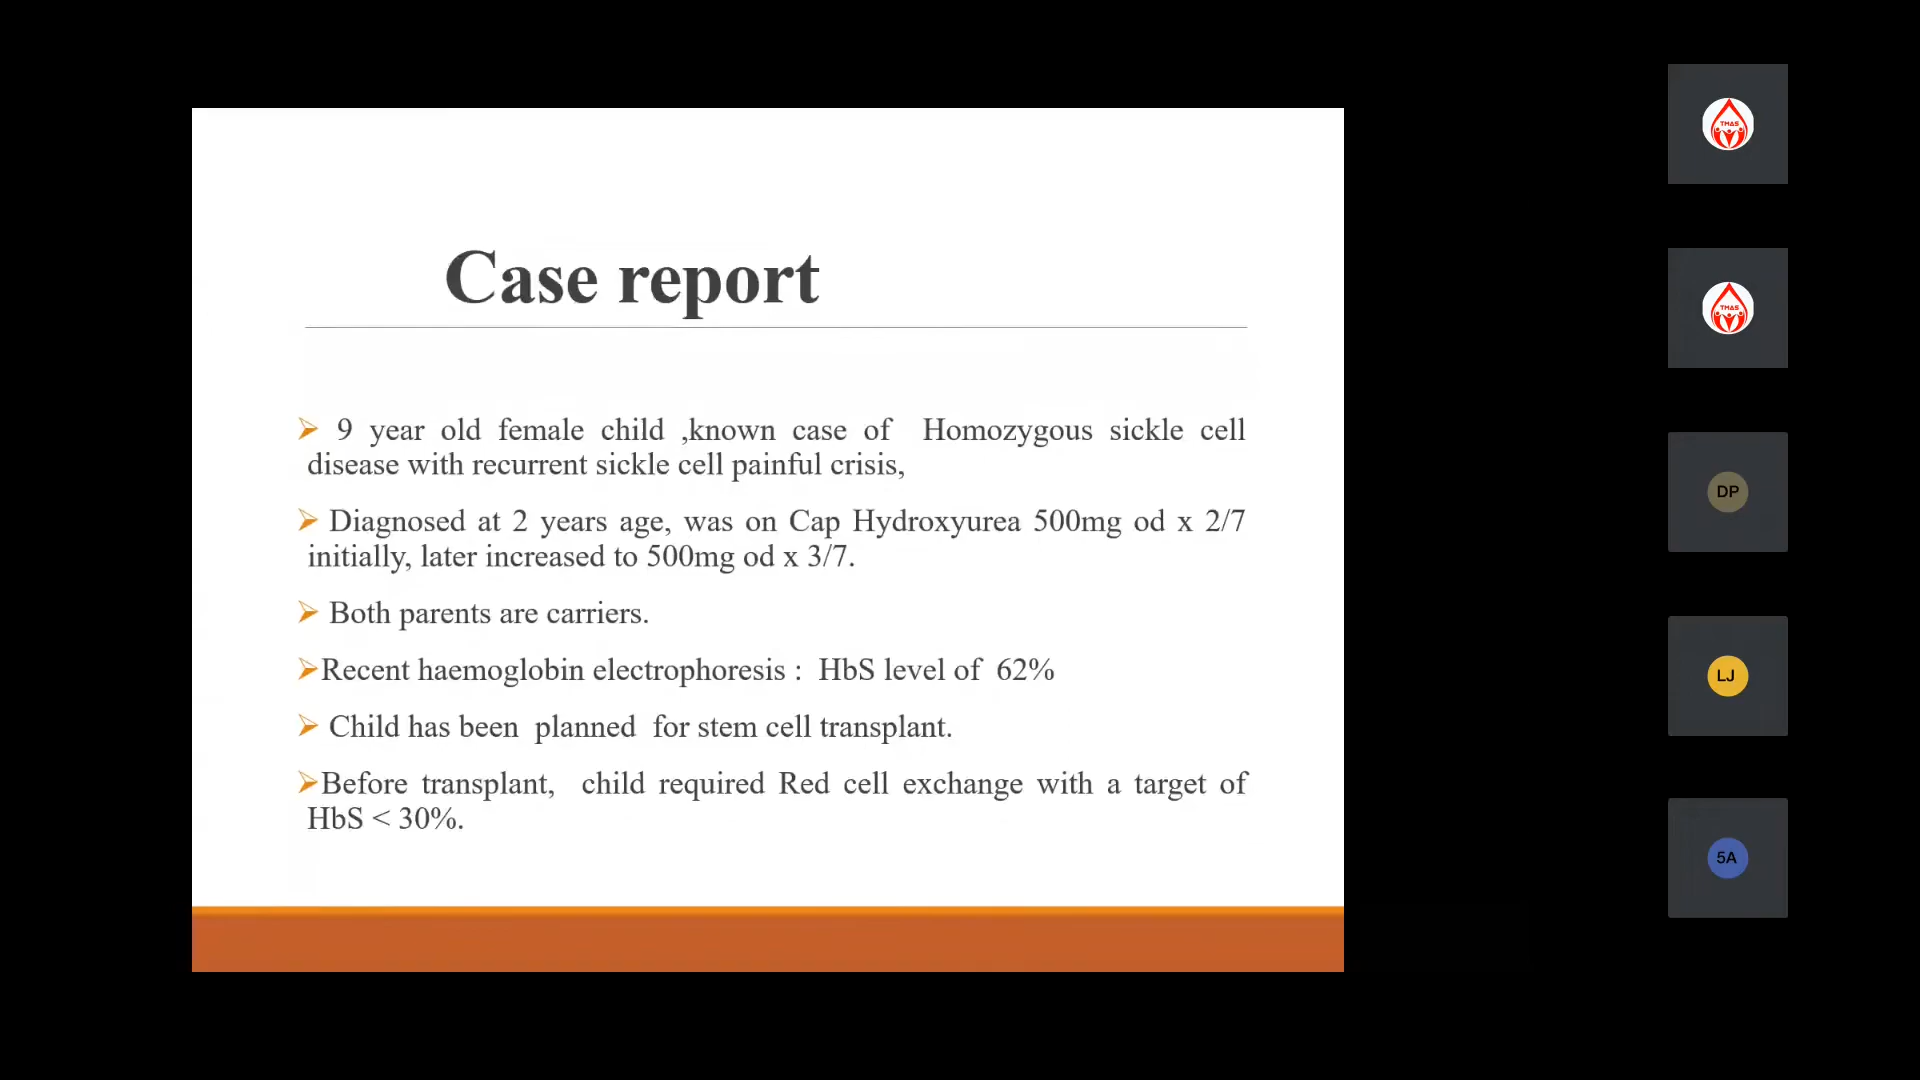 Case report
9 year old female child ,known case of Homozygous sickle cell
disease with recurrent sickle cell painful crisis,
Diagnosed at 2 years age, was on Cap Hydroxyurea 500mg od x 2/7
initially, later increased to 500mg od x 3/7.
Both parents are carriers.
Recent haemoglobin electrophoresis : HbS level of 62%
Child has been planned for stem cell transplant.
Before transplant, child required Red cell exchange with a target of
HbS < 30%.
TMAS
TMAS
DP
LJ
5A